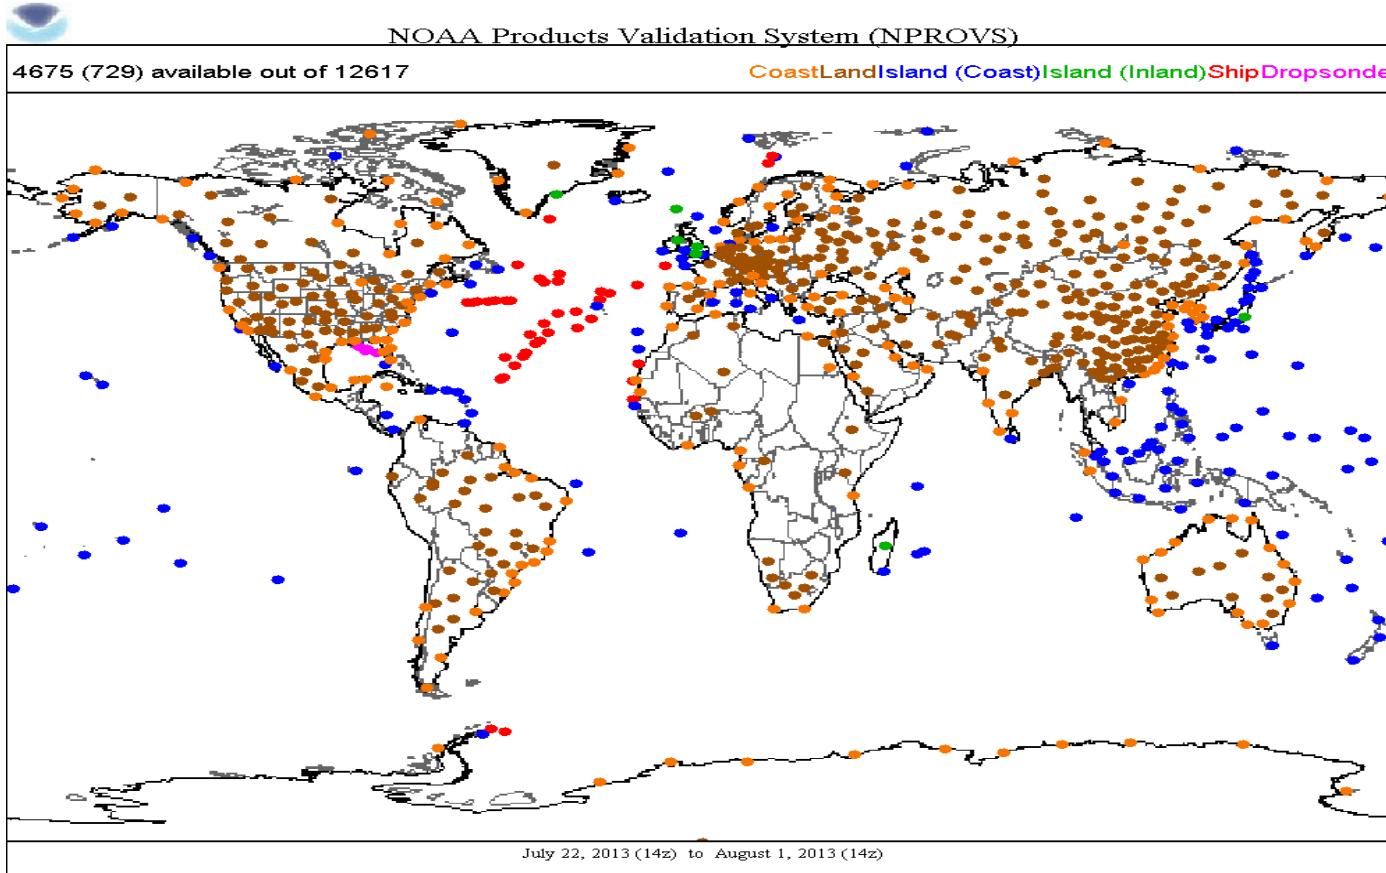 NOAA Products Validation System (NPROVS)
4675 (729) available out of 12617 CoastLandIsland (Coast)Island (Inland)ShipDropsonde
July 22, 2013 (14z) to August 1, 2013 (14z)